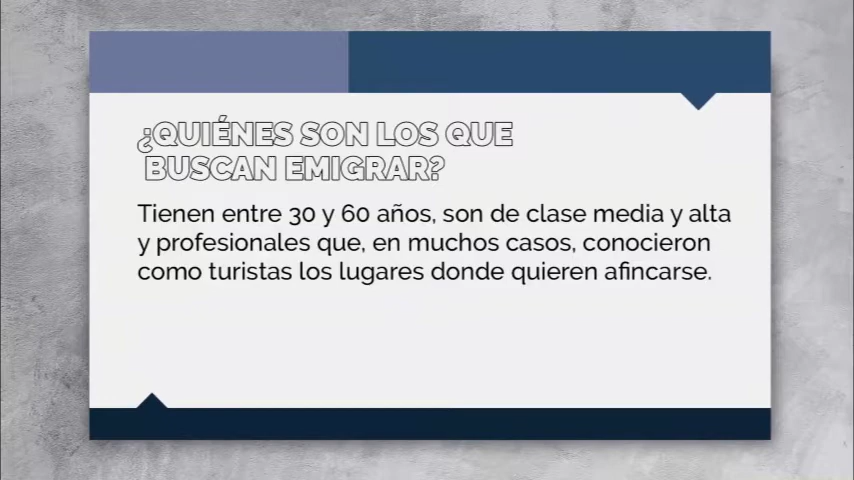 ¿QUIÉNES SON LOS QUE
BUSCAN EMIGRAR?
Tienen entre 30 y 60 años, son de clase media y alta
y profesionales que, en muchos casos, conocieron
como turistas los lugares donde quieren afincarse.